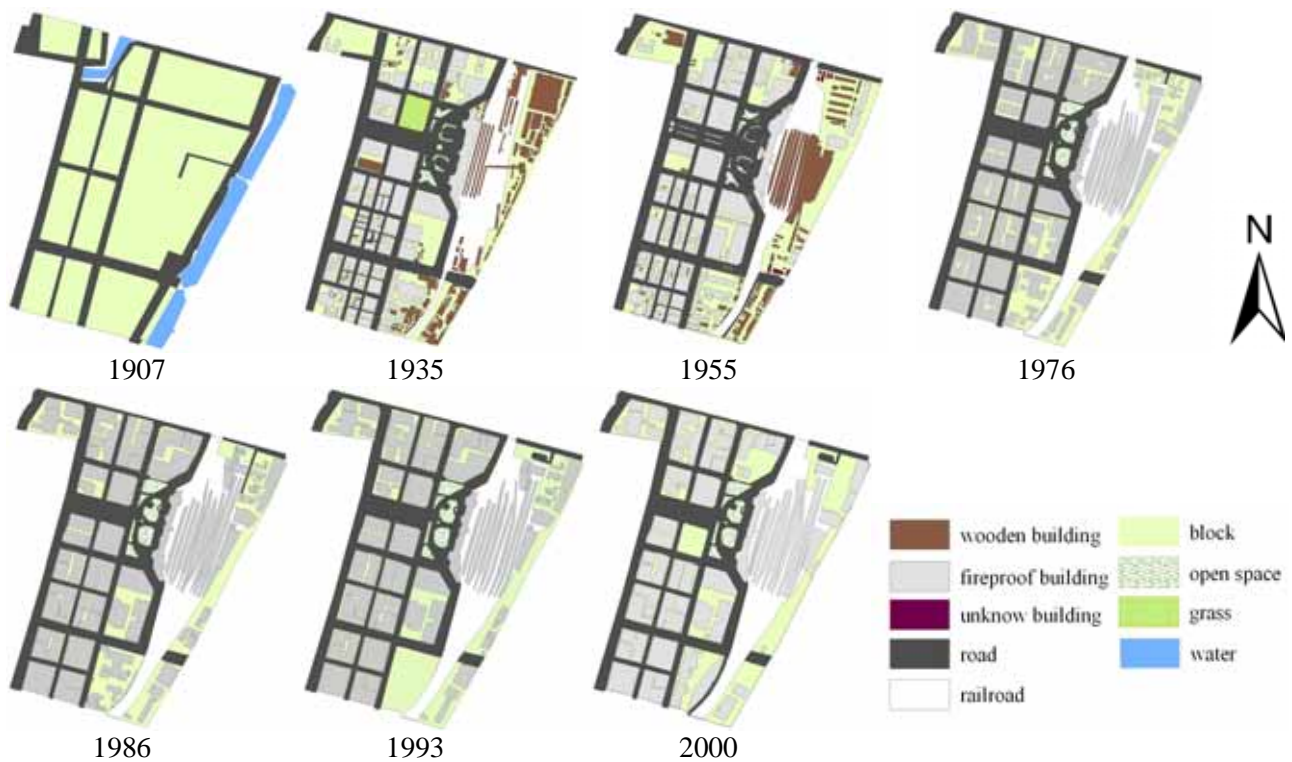 1907
1935
1955
1976
N
1986
1993
2000
wooden building
fireproof building
unknow building
road
railroad
block
open space
grass
water